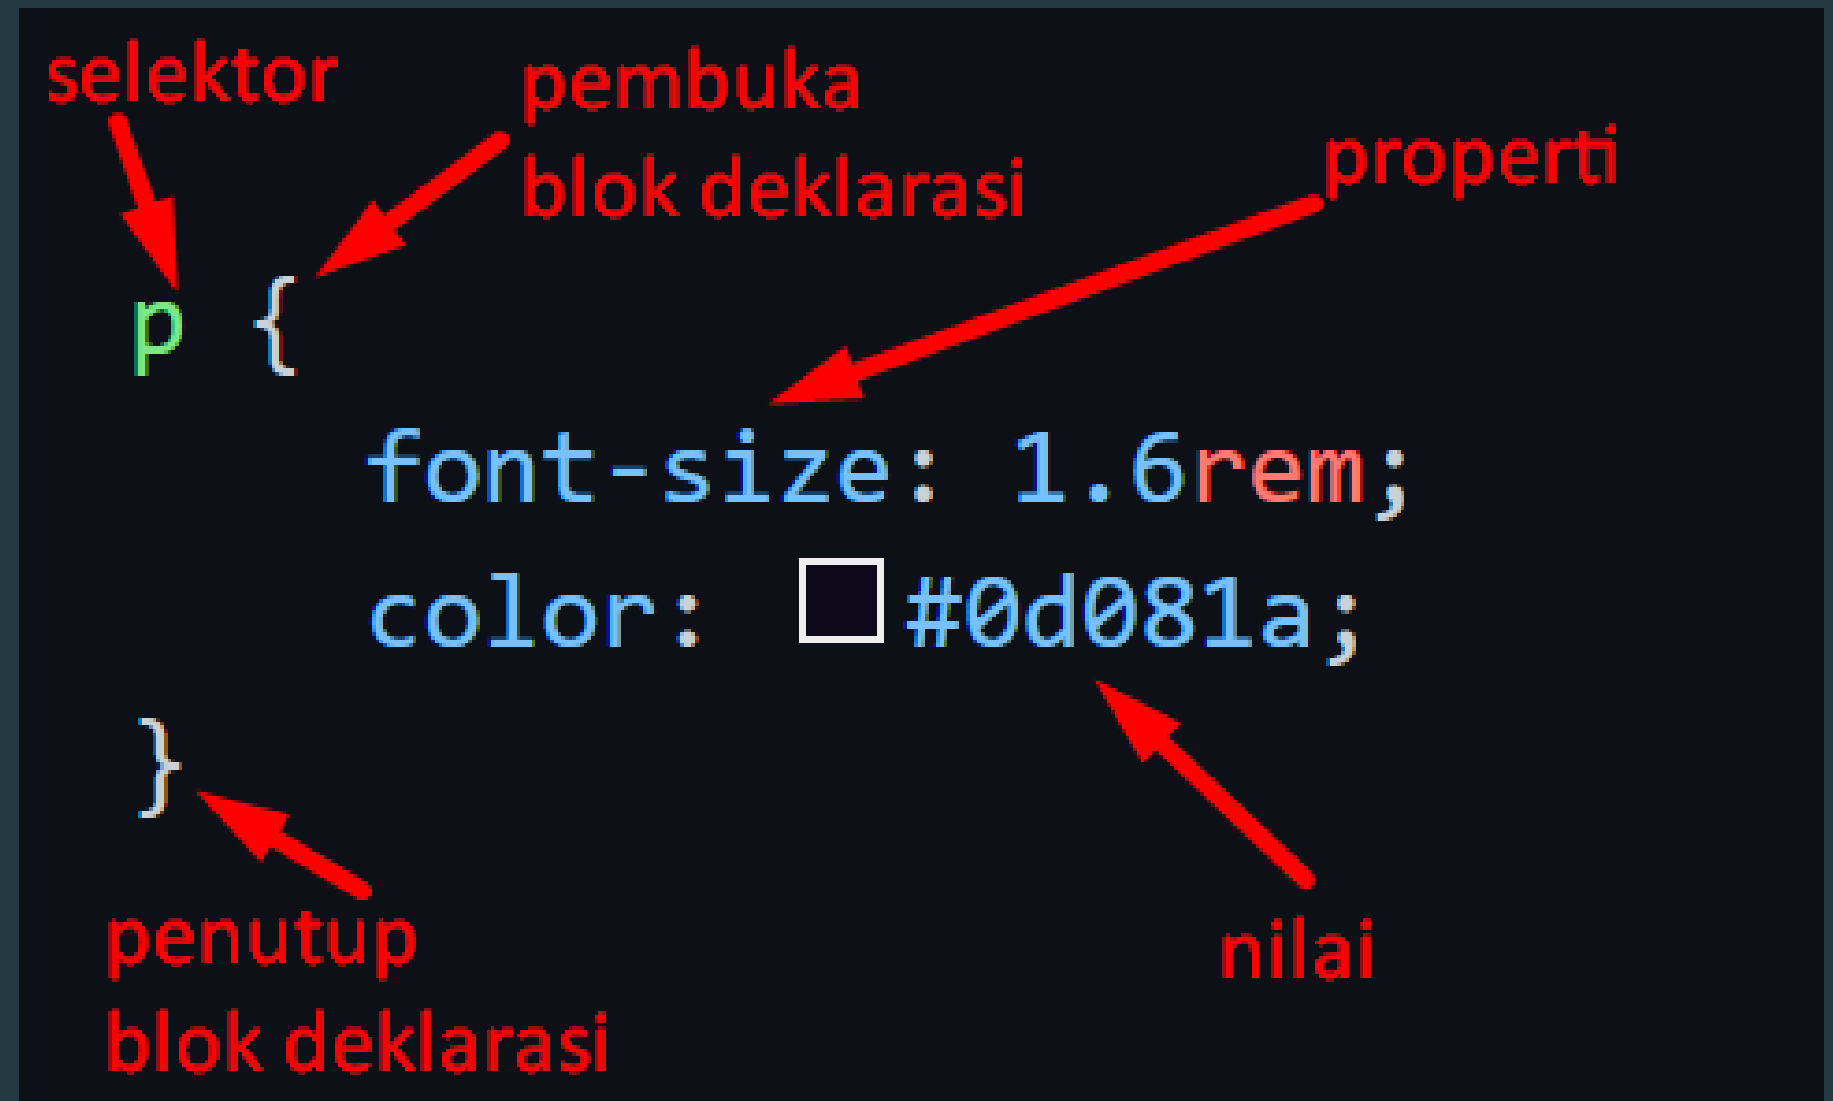 selektor
pembuka
blok deklarasi
properti
p {
font-size: 1.6rem;
color: #0d081a;
}
penutup
blok deklarasi
nilai